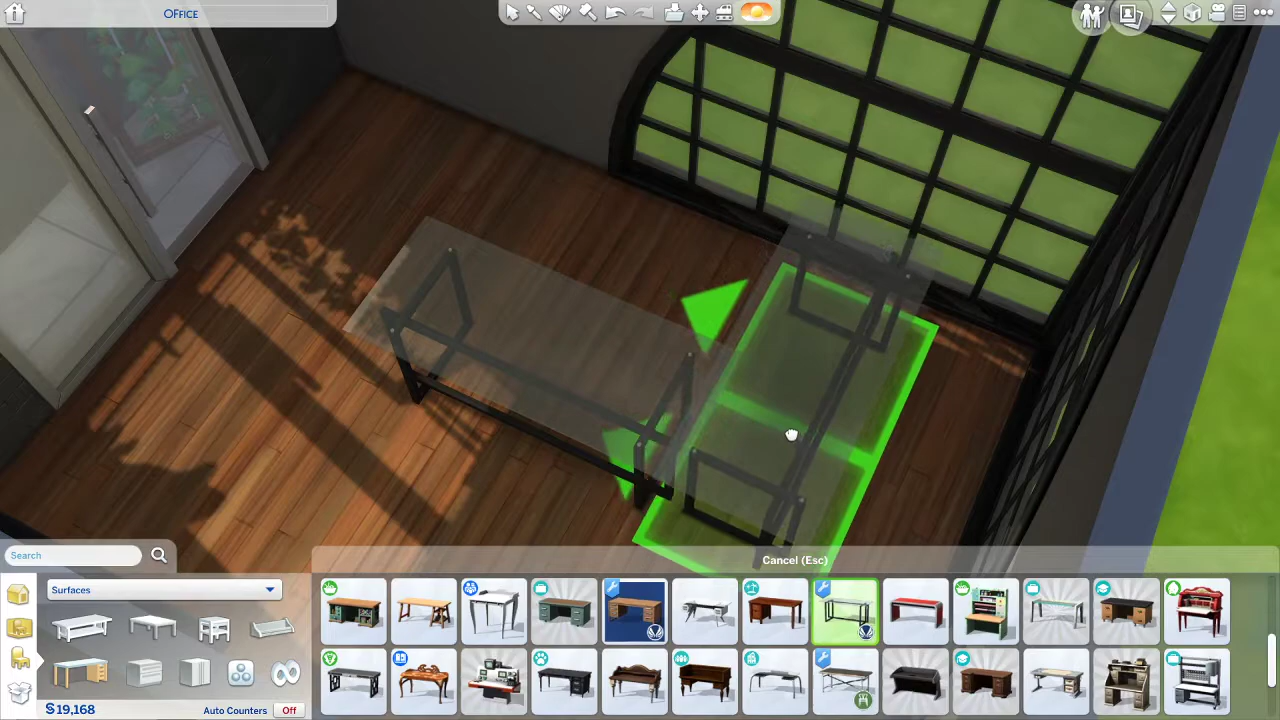 OFFICE
Cancel (Esc)
Search
Surfaces
§19,168
Auto Counters
Off